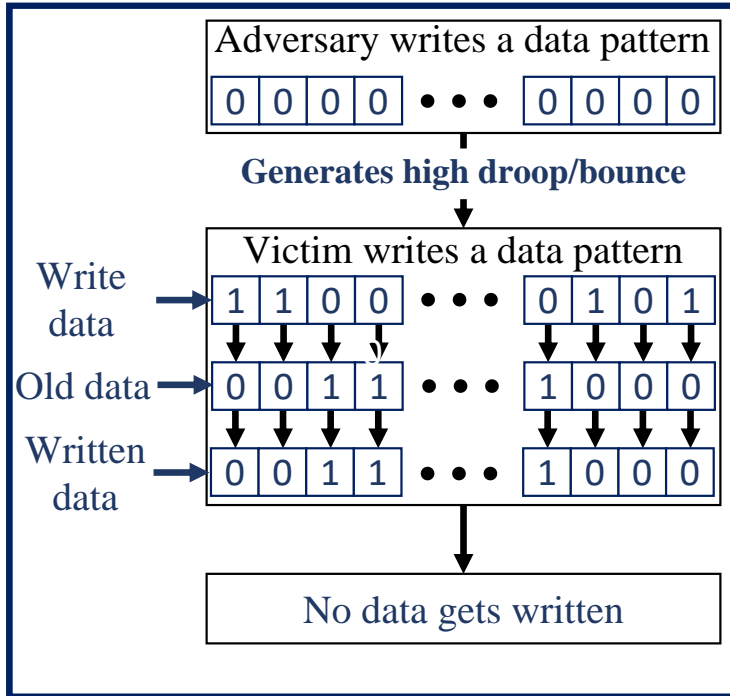 Adversary writes a data pattern
0 0 0 0 ••• 0 0 0 0
Generates high droop/bounce
Victim writes a data pattern
Write data
1 1 0 0 ••• 0 1 0 1
Old data
0 0 1 1 ••• 1 0 0 0
Written data
0 0 1 1 ••• 1 0 0 0
No data gets written